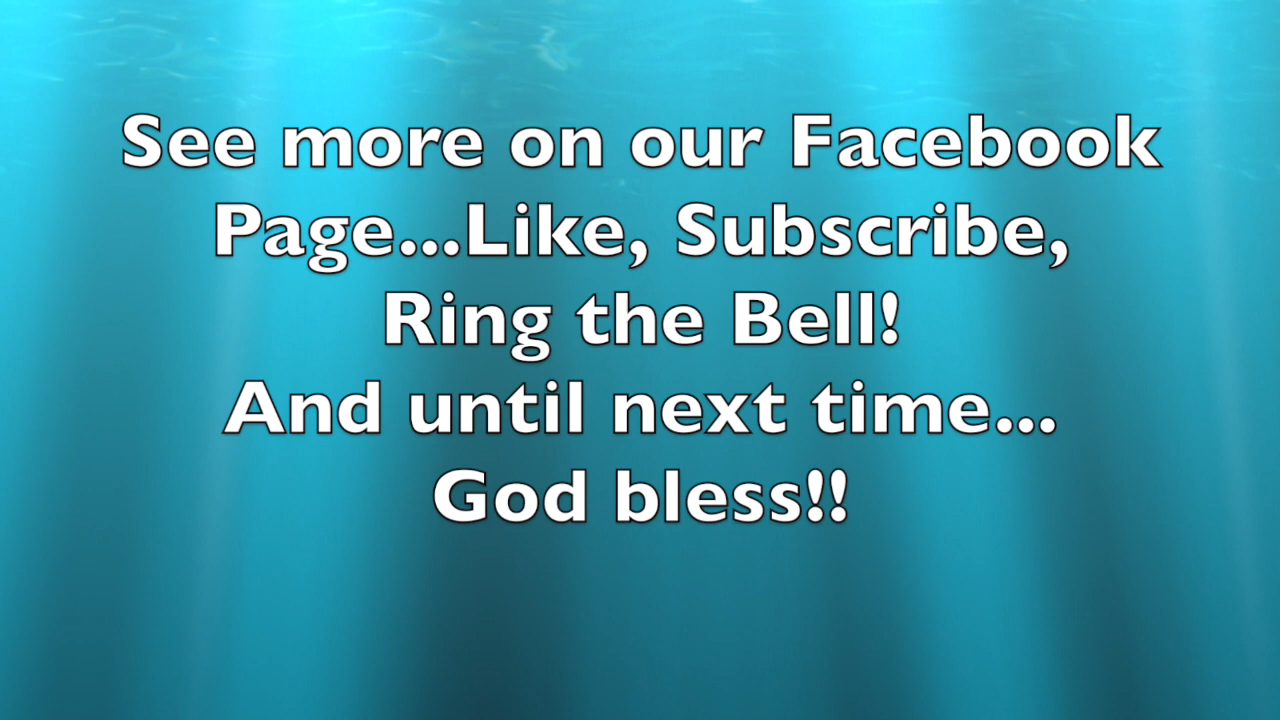 See more on our Facebook
Page...Like, Subscribe,
Ring the Bell!
And until next time...
God bless!!